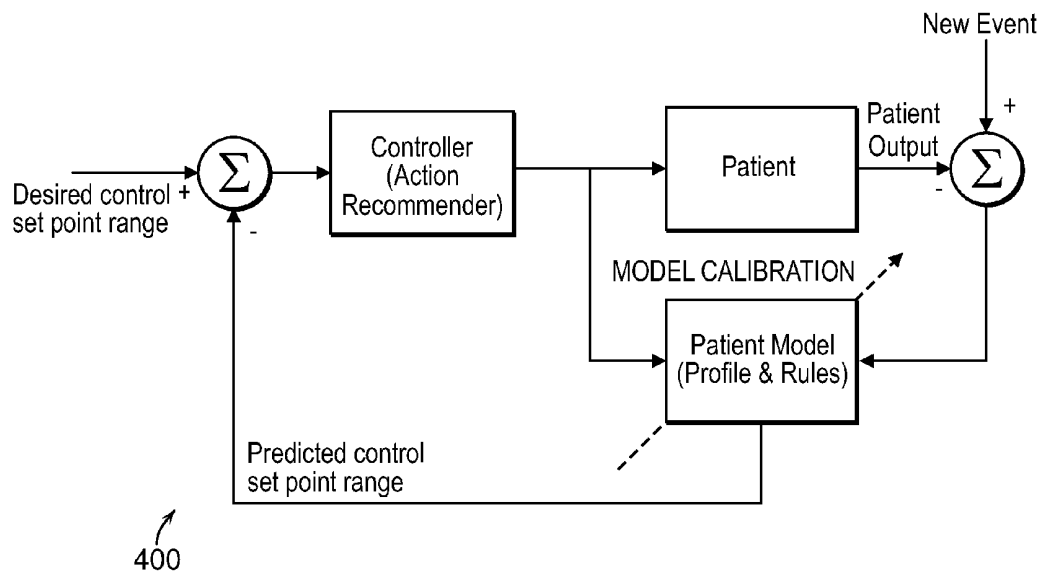 New Event
+
Patient
Output
-
Σ
Controller
(Action
Recommender)
Patient
Σ
Desired control +
set point range
-
MODEL CALIBRATION
Patient Model
(Profile & Rules)
Predicted control
set point range
400